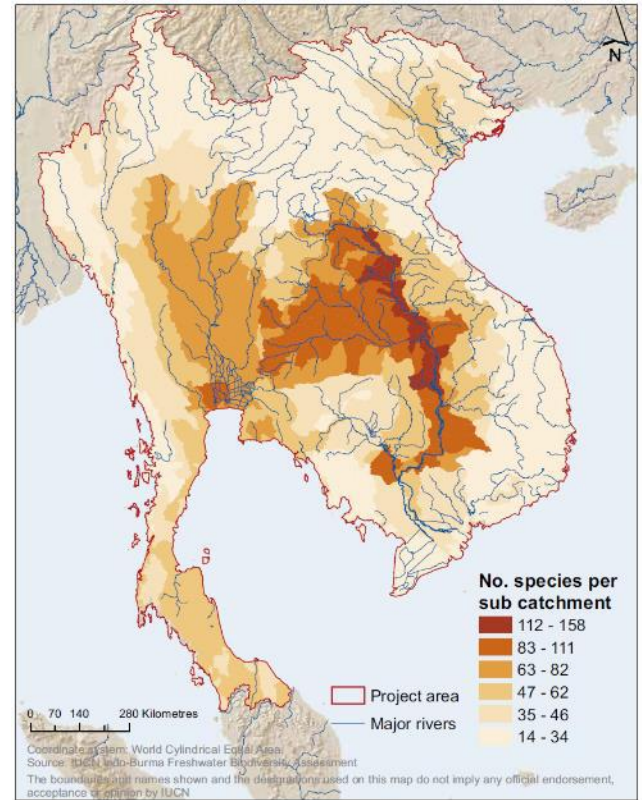 N
No. species per
sub catchment
112 - 158
83 - 111
63 - 82
47 - 62
35 - 46
14 - 34
Project area
Major rivers
0 70 140 280 Kilometres
Coordinate system: World Cylindrical Equal Area
Source: IUCN Indo-Burma Freshwater Biodiversity Assessment
The boundaries and names shown and the designations used on this map do not imply any official endorsement,
acceptance or opinion by IUCN